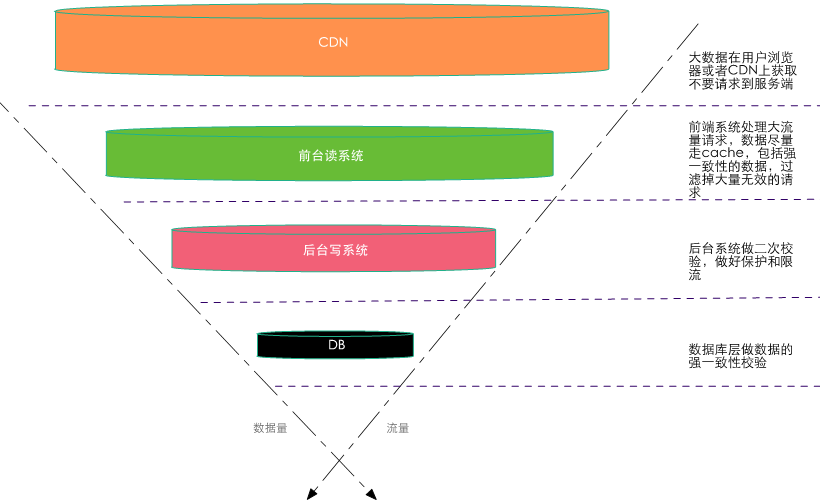 CDN
大数据在用户浏览
器或者CDN上获取
不要请求到服务端
前台读系统
前端系统处理大流
量请求，数据尽量
走cache，包括强
一致性的数据，过
滤掉大量无效的请
求
后台写系统
后台系统做二次校
验，做好保护和限
流
DB
数据库层做数据的
强一致性校验
数据量
流量